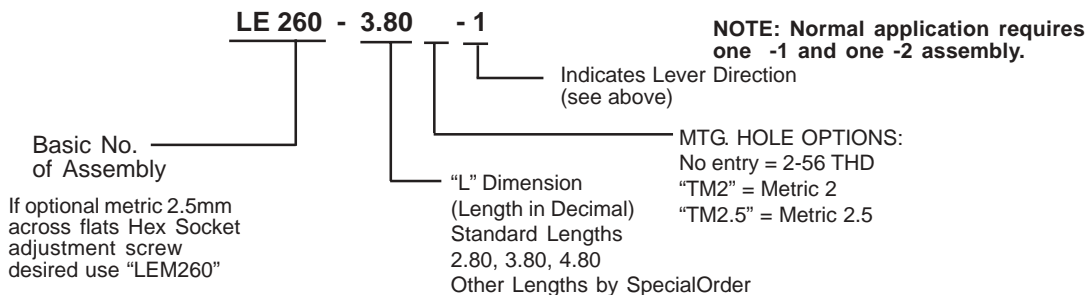 LE 260 - 3.80 - 1
NOTE: Normal application requires
one -1 and one -2 assembly.
Indicates Lever Direction
(see above)
Basic No.
of Assembly
If optional metric 2.5mm
across flats Hex Socket
adjustment screw
desired use “LEM260”
“L” Dimension
(Length in Decimal)
Standard Lengths
2.80, 3.80, 4.80
Other Lengths by SpecialOrder
MTG. HOLE OPTIONS:
No entry = 2-56 THD
“TM2” = Metric 2
“TM2.5” = Metric 2.5